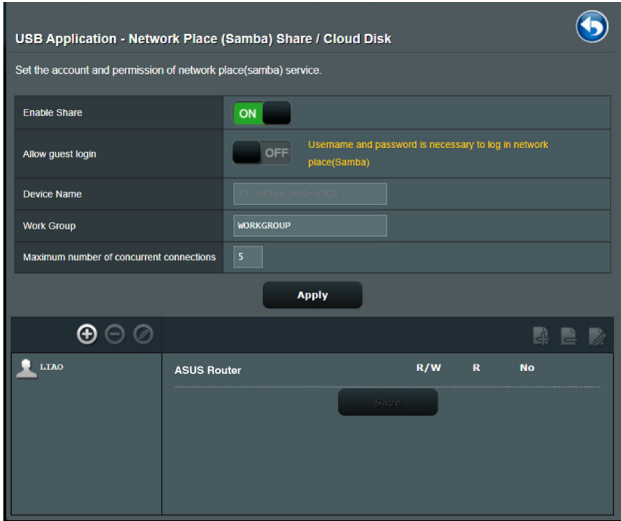 USB Application - Network Place (Samba) Share / Cloud Disk
Set the account and permission of network place(samba) service.
Enable Share
ON
Allow guest login
OFF
Username and password is necessary to log in network
place(Samba)
Device Name
Work Group
WORKGROUP
Maximum number of concurrent connections
5
Apply
LIAO
ASUS Router
R/W
R
No
Save